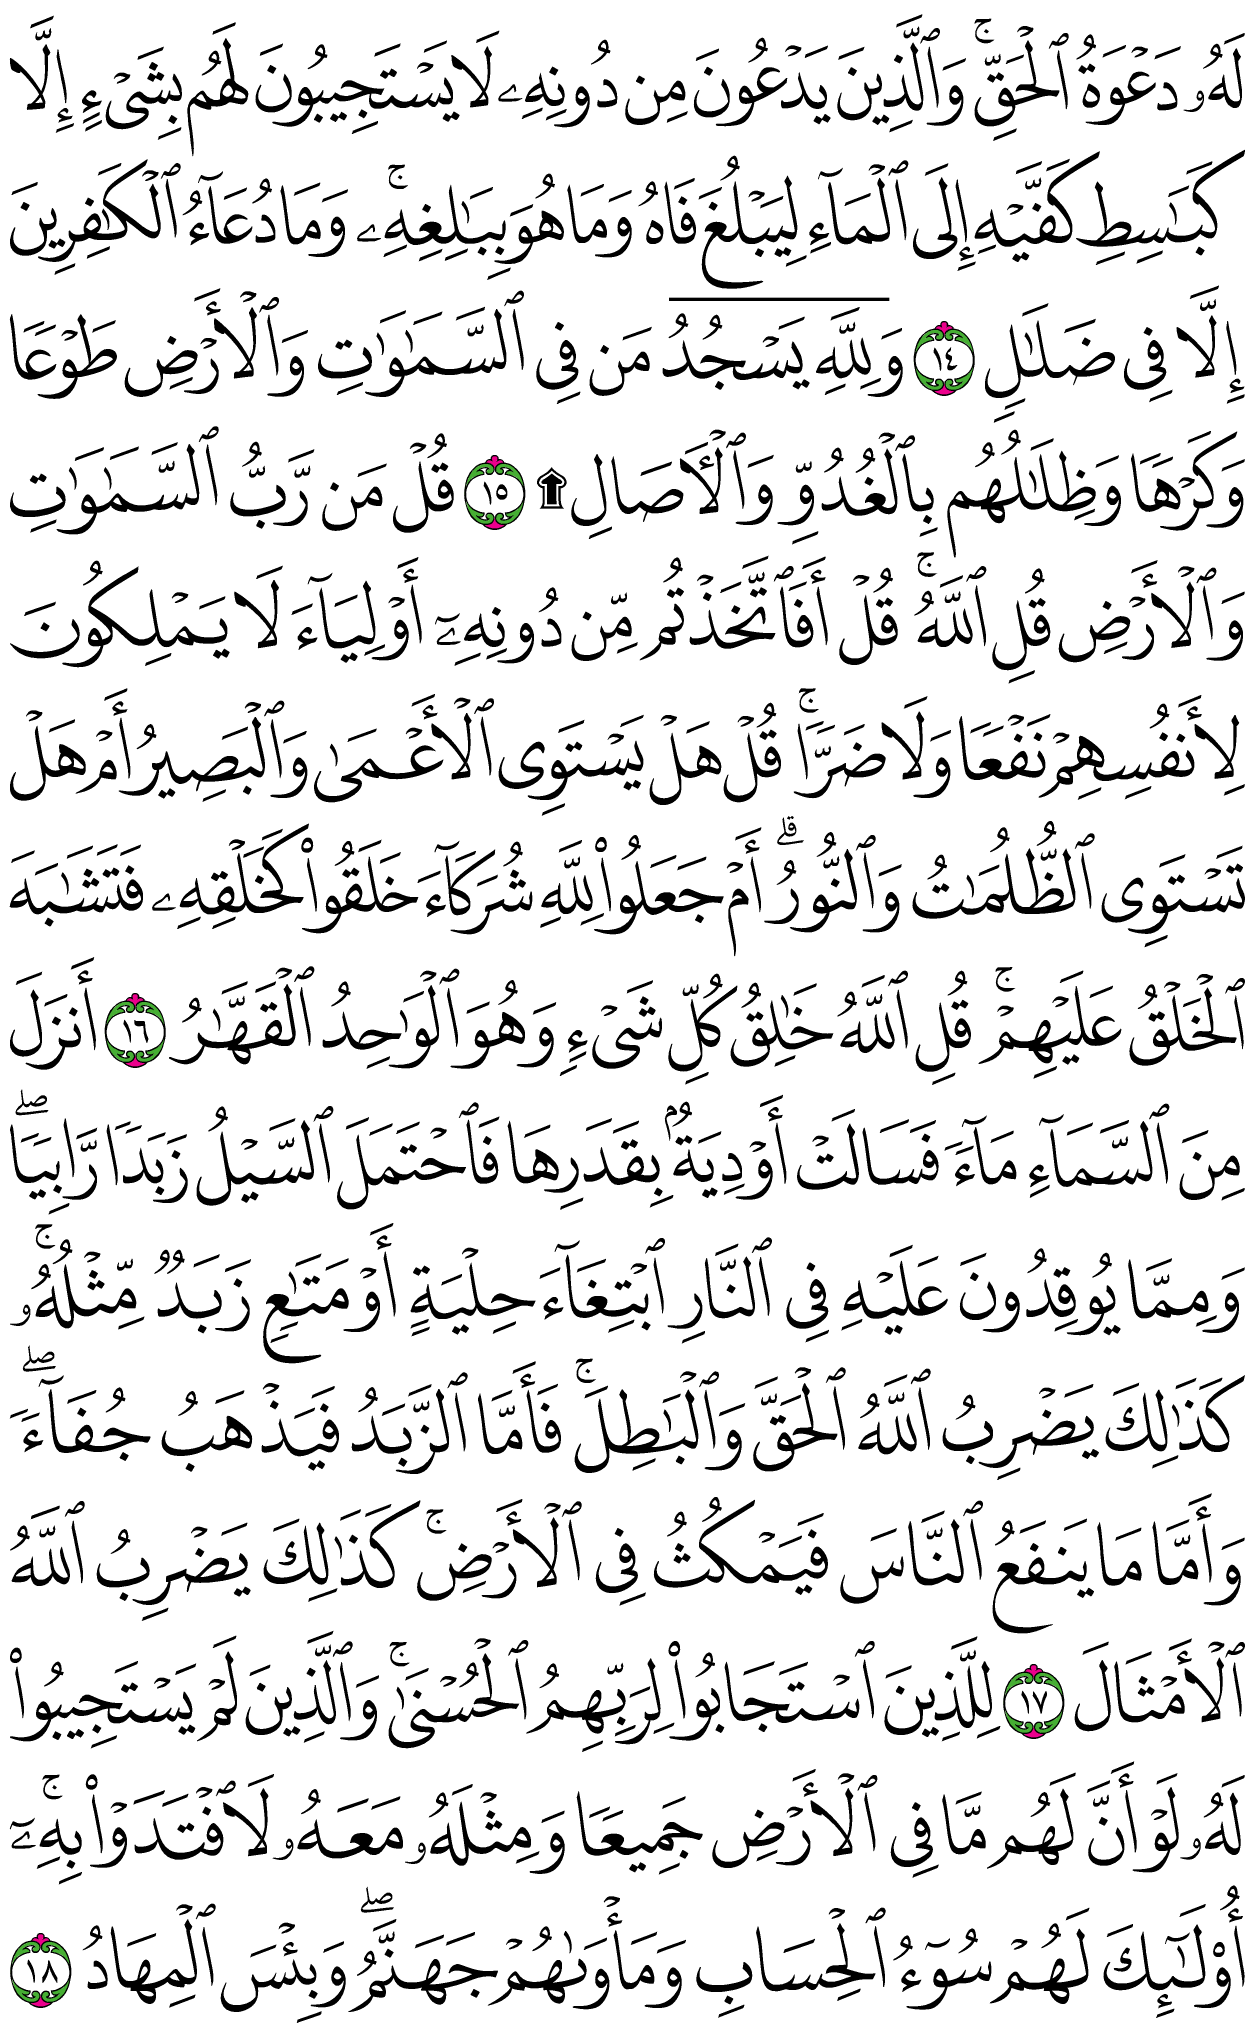 لَهُۥ دَعۡوَةُ ٱلۡحَقِّۚ وَٱلَّذِينَ يَدۡعُونَ مِن دُونِهِۦ لَا يَسۡتَجِيبُونَ لَهُم بِشَىۡءٍ إِلَّا
كَبَٰسِطِ كَفَّيۡهِ إِلَى ٱلۡمَآءِ لِيَبۡلُغَ فَاهُ وَمَا هُوَ بِبَٰلِغِهِۦۚ وَمَا دُعَآءُ ٱلۡكَٰفِرِينَ
إِلَّا فِى ضَلَٰلٍ ١٤ وَلِلَّهِ يَسۡجُدُ مَن فِى ٱلسَّمَٰوَٰتِ وَٱلۡأَرۡضِ طَوۡعًا
وَكَرۡهًا وَظِلَٰلُهُم بِٱلۡغُدُوِّ وَٱلۡأٓصَالِ ۩ ١٥ قُلۡ مَن رَّبُّ ٱلسَّمَٰوَٰتِ
وَٱلۡأَرۡضِ قُلِ ٱللَّهُۚ قُلۡ أَفَٱتَّخَذۡتُم مِّن دُونِهِۦٓ أَوۡلِيَآءَ لَا يَمۡلِكُونَ
لِأَنفُسِهِمۡ نَفۡعًا وَلَا ضَرًّاۚ قُلۡ هَلۡ يَسۡتَوِى ٱلۡأَعۡمَىٰ وَٱلۡبَصِيرُ أَمۡ هَلۡ
تَسۡتَوِى ٱلظُّلُمَٰتُ وَٱلنُّورُۗ أَمۡ جَعَلُواْ لِلَّهِ شُرَكَآءَ خَلَقُواْ كَخَلۡقِهِۦ فَتَشَٰبَهَ
ٱلۡخَلۡقُ عَلَيۡهِمۡۚ قُلِ ٱللَّهُ خَٰلِقُ كُلِّ شَىۡءٍ وَهُوَ ٱلۡوَٰحِدُ ٱلۡقَهَّٰرُ ١٦ أَنزَلَ
مِنَ ٱلسَّمَآءِ مَآءً فَسَالَتۡ أَوۡدِيَةٌۢ بِقَدَرِهَا فَٱحۡتَمَلَ ٱلسَّيۡلُ زَبَدًا رَّابِيًاۖ
وَمِمَّا يُوقِدُونَ عَلَيۡهِ فِى ٱلنَّارِ ٱبۡتِغَآءَ حِلۡيَةٍ أَوۡ مَتَٰعٍ زَبَدٌ مِّثۡلُهُۥۚ
كَذَٰلِكَ يَضۡرِبُ ٱللَّهُ ٱلۡحَقَّ وَٱلۡبَٰطِلَۚ فَأَمَّا ٱلزَّبَدُ فَيَذۡهَبُ جُفَآءًۖ
وَأَمَّا مَا يَنفَعُ ٱلنَّاسَ فَيَمۡكُثُ فِى ٱلۡأَرۡضِۚ كَذَٰلِكَ يَضۡرِبُ ٱللَّهُ
ٱلۡأَمۡثَالَ ١٧ لِلَّذِينَ ٱسۡتَجَابُواْ لِرَبِّهِمُ ٱلۡحُسۡنَىٰۚ وَٱلَّذِينَ لَمۡ يَسۡتَجِيبُواْ
لَهُۥ لَوۡ أَنَّ لَهُم مَّا فِى ٱلۡأَرۡضِ جَمِيعًا وَمِثۡلَهُۥ مَعَهُۥ لَٱفۡتَدَوۡاْ بِهِۦٓۚ
أُوْلَٰٓئِكَ لَهُمۡ سُوٓءُ ٱلۡحِسَابِ وَمَأۡوَىٰهُمۡ جَهَنَّمُۖ وَبِئۡسَ ٱلۡمِهَادُ ١٨